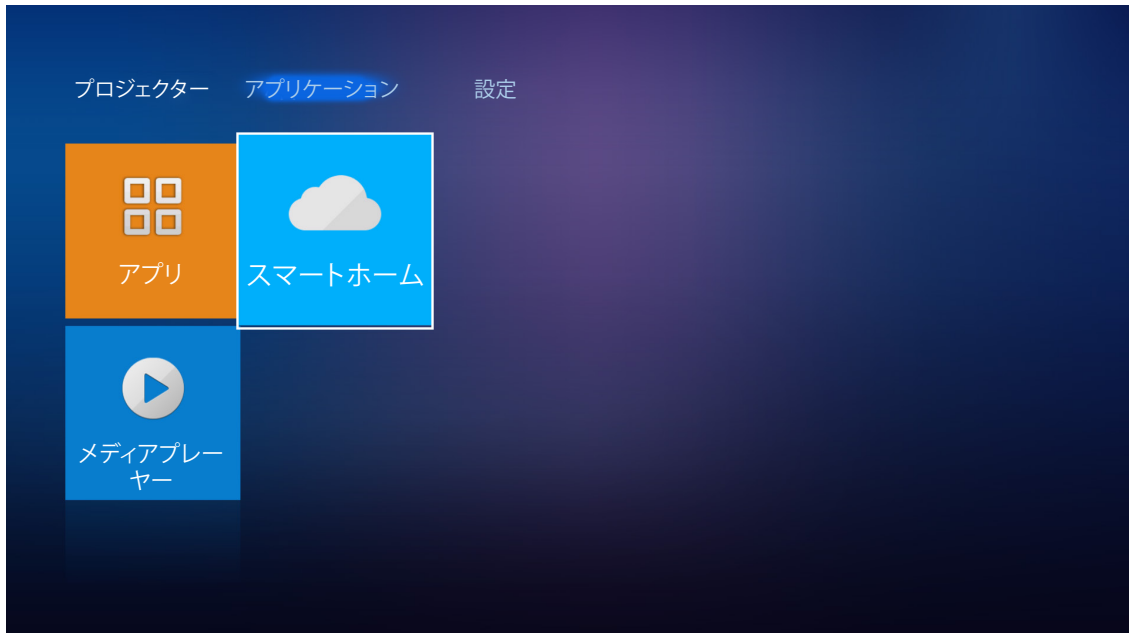 プロジェクター アプリケーション 設定
アプリ
スマートホーム
メディアプレー
ヤー